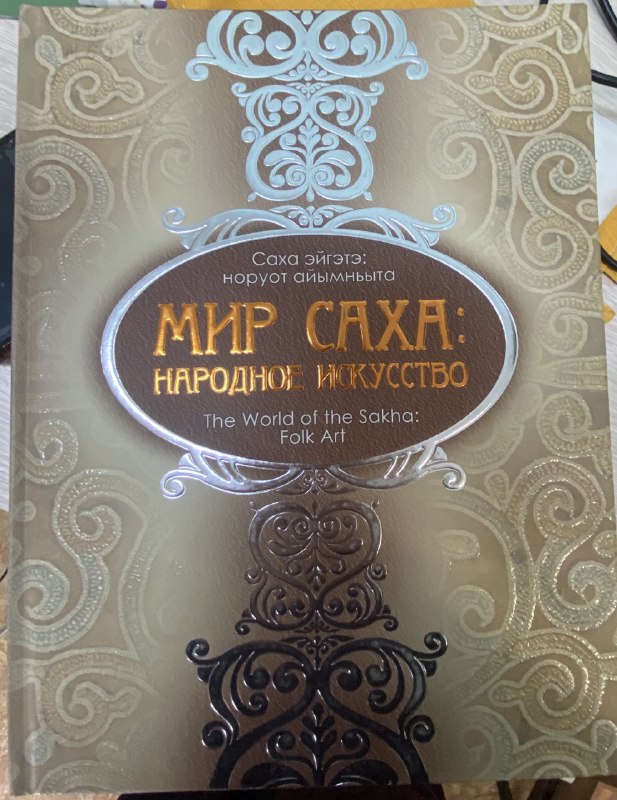 Саха эйгэтэ:
норуот айымньыта
МИР САХА:
НАРОДНОЕ ИСКУССТВО
The World of the Sakha:
Folk Art